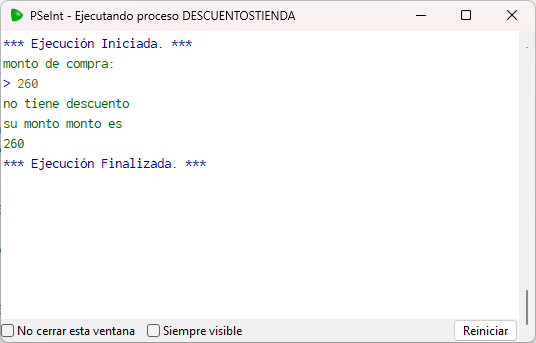 PSeInt - Ejecutando proceso DESCUENTOSTIENDA
*** Ejecución Iniciada. ***
monto de compra:
> 260
no tiene descuento
su monto monto es
260
*** Ejecución Finalizada. ***
No cerrar esta ventana Siempre visible Reiniciar